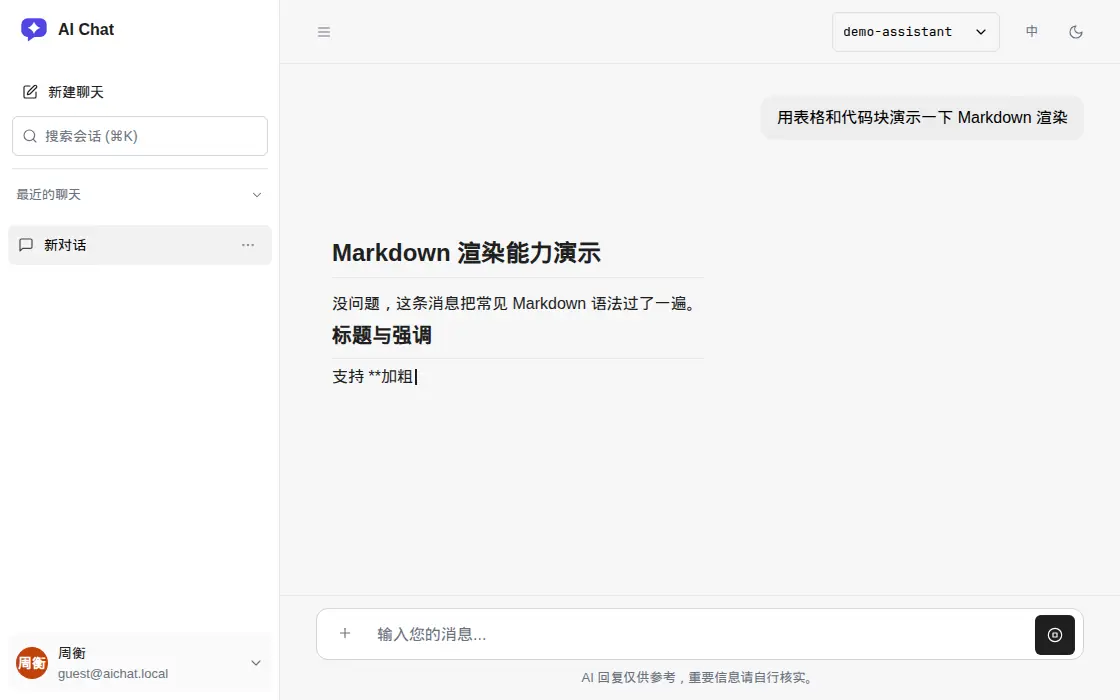 AI Chat
新建聊天
搜索会话 (⌘K)
最近的聊天
新对话
周衡
周衡
guest@aichat.local
demo-assistant
中
用表格和代码块演示一下 Markdown 渲染
Markdown 渲染能力演示
没问题，这条消息把常见 Markdown 语法过了一遍。
标题与强调
支持 **加粗
输入您的消息...
AI 回复仅供参考，重要信息请自行核实。